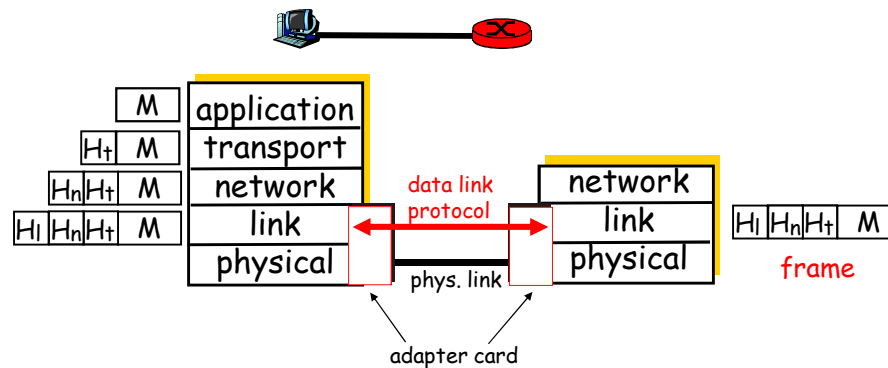 M application
Ht M transport
Hn Ht M network
Hl Hn Ht M link
physical
data link
protocol
phys. link
adapter card
network
link
physical
Hl Hn Ht M
frame